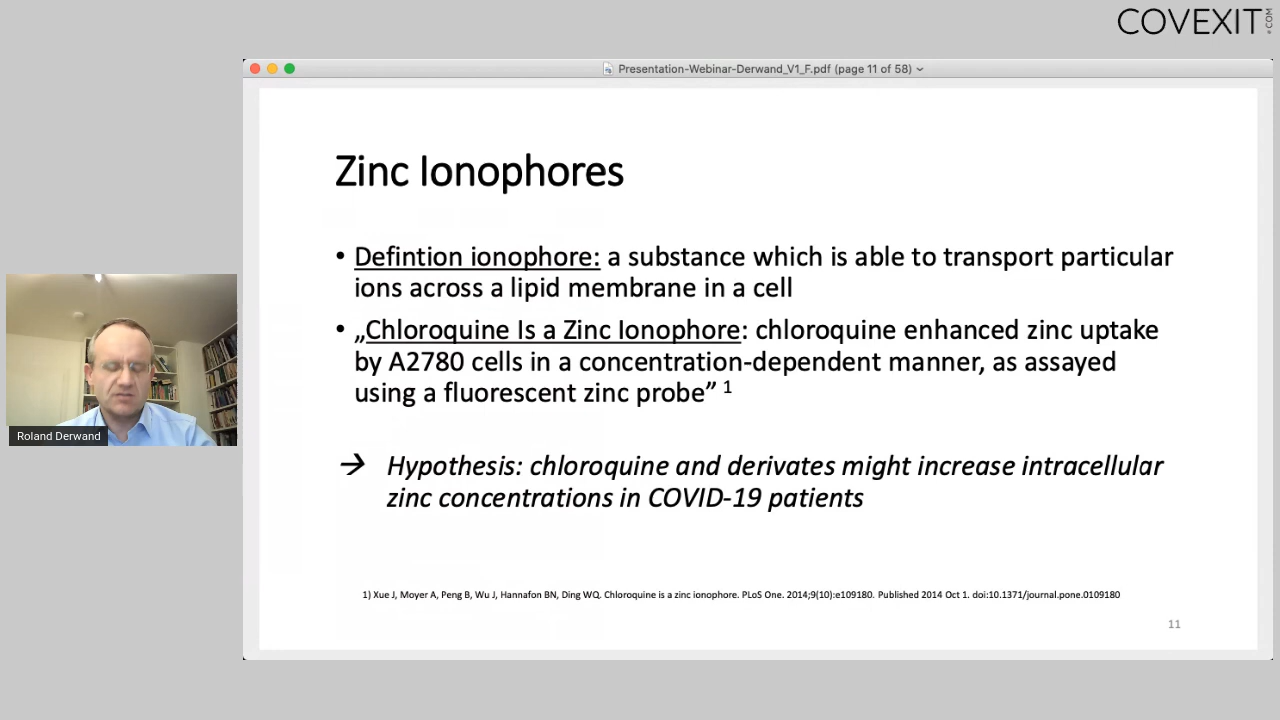 COVEXIT
.COM
Presentation-Webinar-Derwand_V1_F.pdf (page 11 of 58)
Zinc Ionophores
• Defintion ionophore: a substance which is able to transport particular
ions across a lipid membrane in a cell
• „Chloroquine Is a Zinc Ionophore: chloroquine enhanced zinc uptake
by A2780 cells in a concentration-dependent manner, as assayed
using a fluorescent zinc probe” 1
→ Hypothesis: chloroquine and derivates might increase intracellular
zinc concentrations in COVID-19 patients
Roland Derwand
1) Xue J, Moyer A, Peng B, Wu J, Hannafon BN, Ding WQ. Chloroquine is a zinc ionophore. PLoS One. 2014;9(10):e109180. Published 2014 Oct 1. doi:10.1371/journal.pone.0109180
11